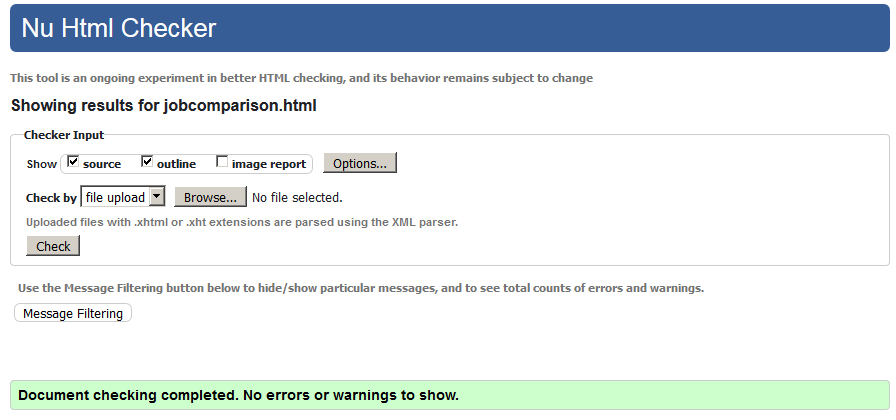 Nu Html Checker
This tool is an ongoing experiment in better HTML checking, and its behavior remains subject to change
Showing results for jobcomparison.html
Checker Input
Show source outline image report Options...
Check by file upload Browse... No file selected.
Uploaded files with .xhtml or .xht extensions are parsed using the XML parser.
Check
Use the Message Filtering button below to hide/show particular messages, and to see total counts of errors and warnings.
Message Filtering
Document checking completed. No errors or warnings to show.